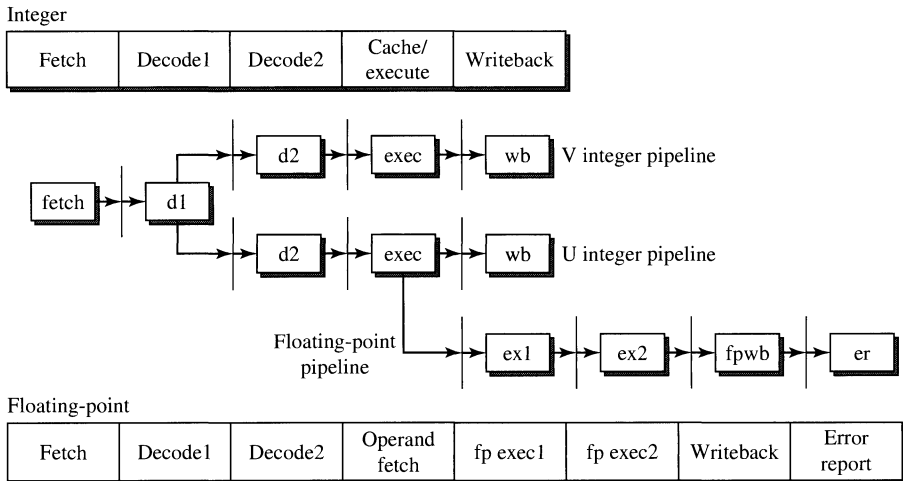 Integer
Fetch
Decode1
Decode2
Cache/
execute
Writeback
d2
exec
wb
V integer pipeline
fetch
d1
d2
exec
wb
U integer pipeline
Floating-point
pipeline
ex1
ex2
fpwb
er
Floating-point
Fetch
Decode1
Decode2
Operand
fetch
fp exec1
fp exec2
Writeback
Error
report